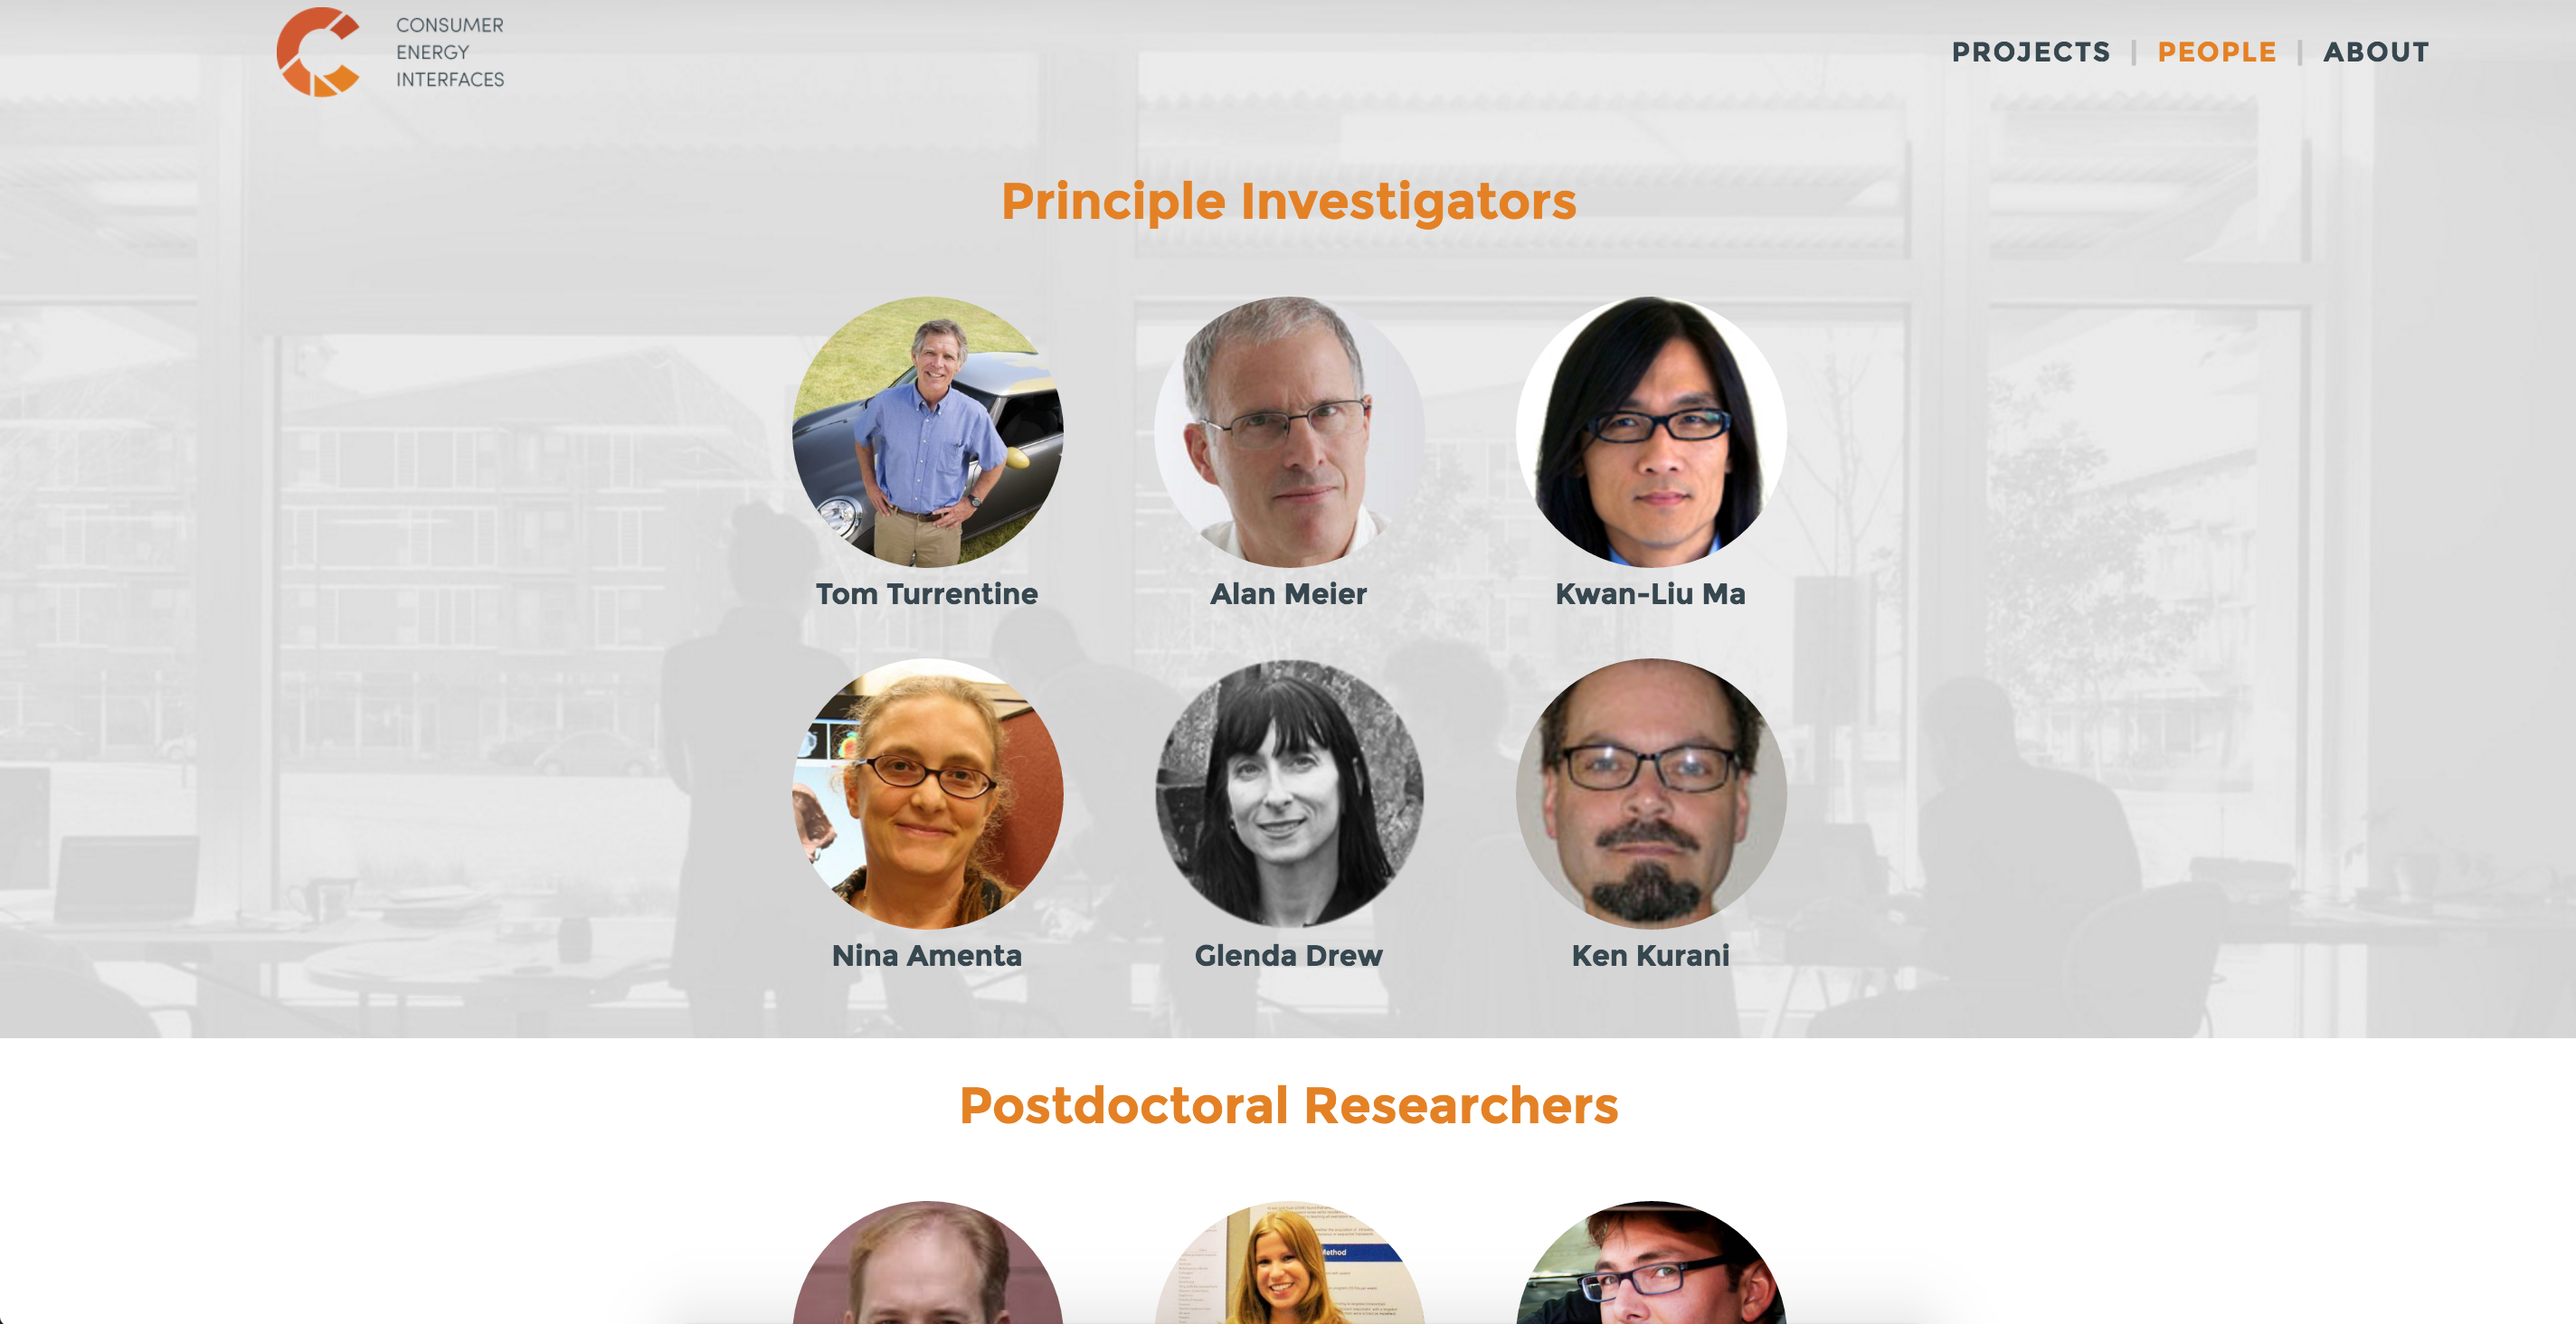 CONSUMER
ENERGY
INTERFACES
PROJECTS | PEOPLE | ABOUT
Principle Investigators
Tom Turrentine
Alan Meier
Kwan-Liu Ma
Nina Amenta
Glenda Drew
Ken Kurani
Postdoctoral Researchers
Method